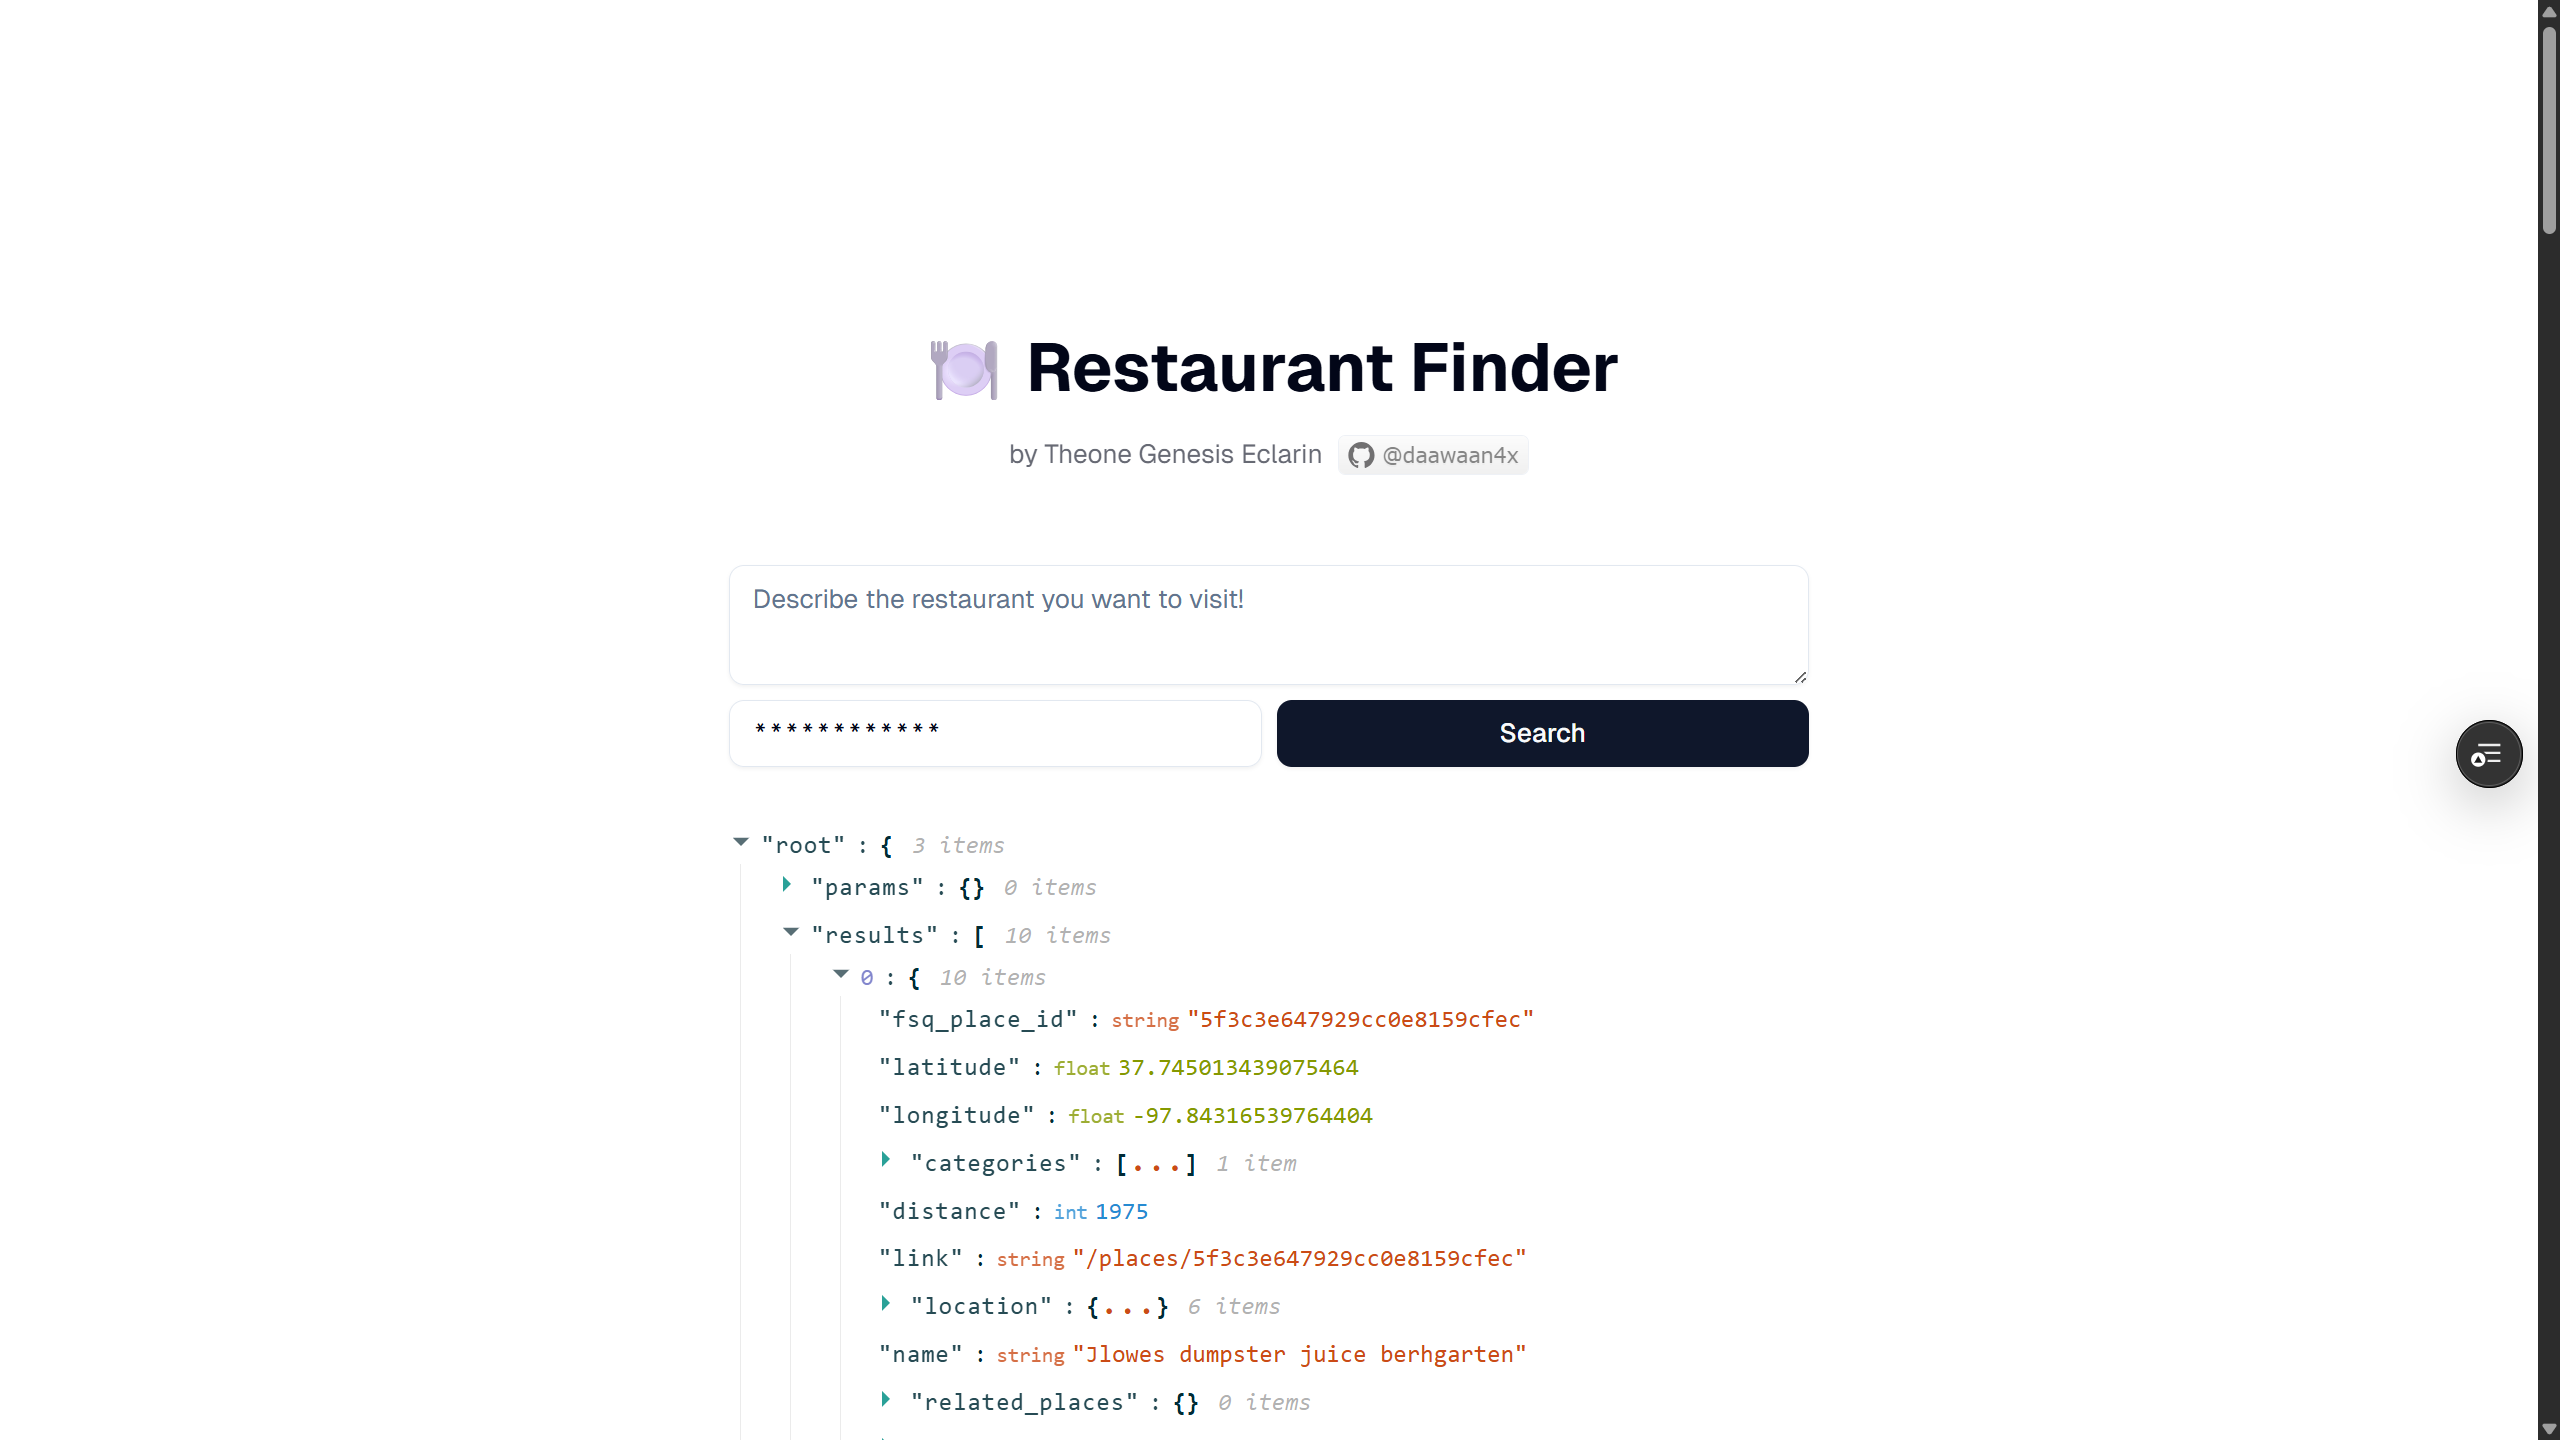 Restaurant Finder
by Theone Genesis Eclarin @daawaan4x
Describe the restaurant you want to visit!
************ Search
"root" : { 3 items
"params" : {} 0 items
"results" : [ 10 items
0 : { 10 items
"fsq_place_id" : string "5f3c3e647929cc0e8159cfec"
"latitude" : float 37.745013439075464
"longitude" : float -97.84316539764404
"categories" : [...] 1 item
"distance" : int 1975
"link" : string "/places/5f3c3e647929cc0e8159cfec"
"location" : {...} 6 items
"name" : string "Jlowes dumpster juice berhgarten"
"related_places" : {} 0 items